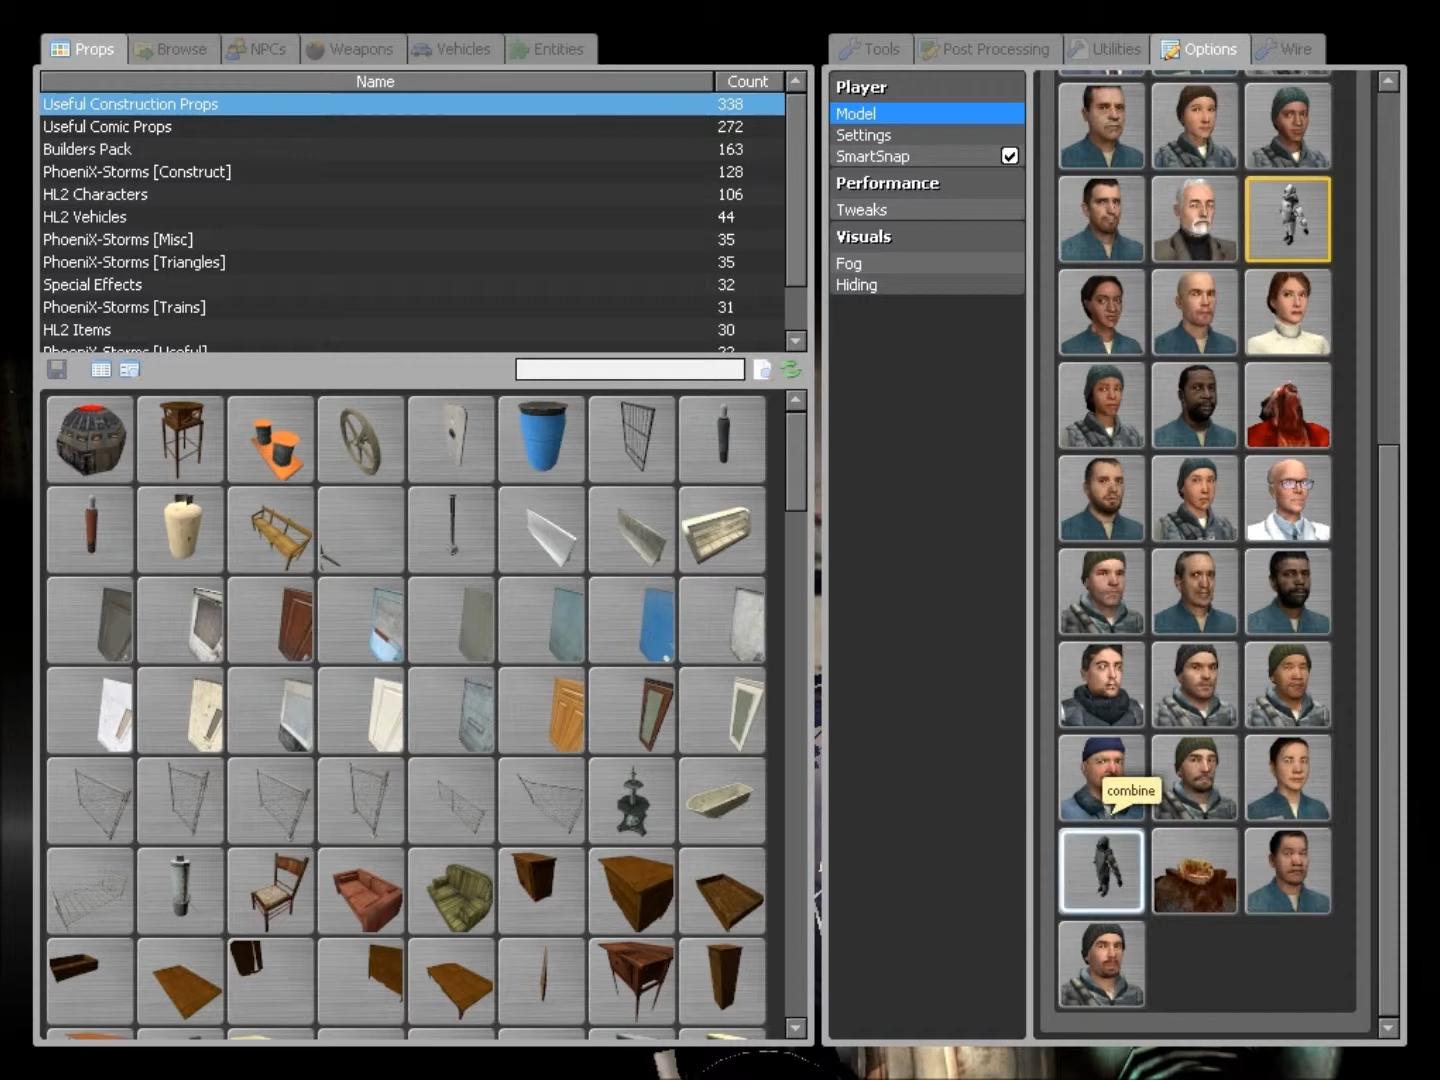 Props
Browse
NPCs
Weapons
Vehicles
Entities
Name Count
Useful Construction Props 338
Useful Comic Props 272
Builders Pack 163
PhoeniX-Storms [Construct] 128
HL2 Characters 106
HL2 Vehicles 44
PhoeniX-Storms [Misc] 35
PhoeniX-Storms [Triangles] 35
Special Effects 32
PhoeniX-Storms [Trains] 31
HL2 Items 30
PhoeniX-Storms [Useful]
Tools
Post Processing
Utilities
Options
Wire
Player
Model
Settings
SmartSnap
Performance
Tweaks
Visuals
Fog
Hiding
combine